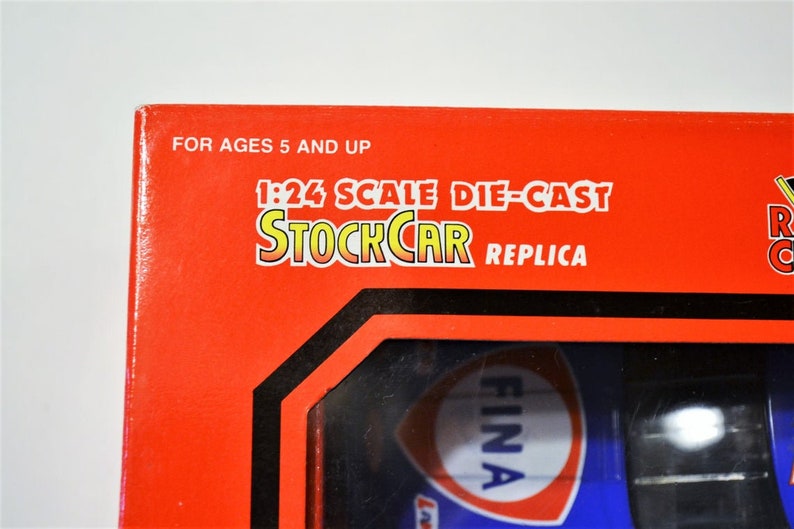 FOR AGES 5 AND UP
1:24 SCALE DIE-CAST
STOCKCAR REPLICA
FINA